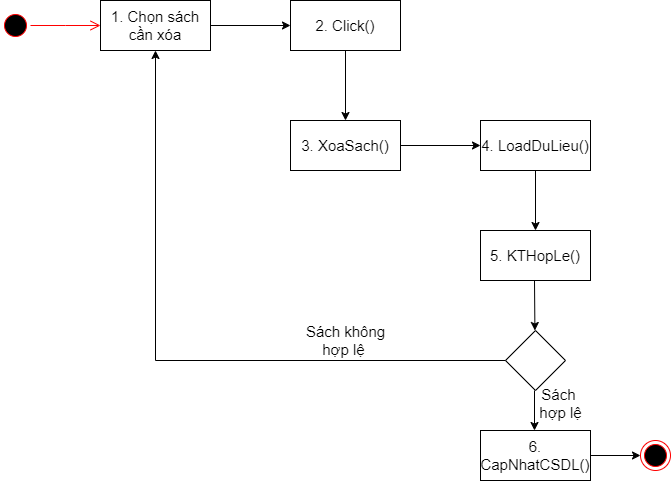 1. Chọn sách
cần xóa
2. Click()
3. XoaSach()
4. LoadDuLieu()
5. KTHopLe()
Sách không
hợp lệ
Sách
hợp lệ
6.
CapNhatCSDL()